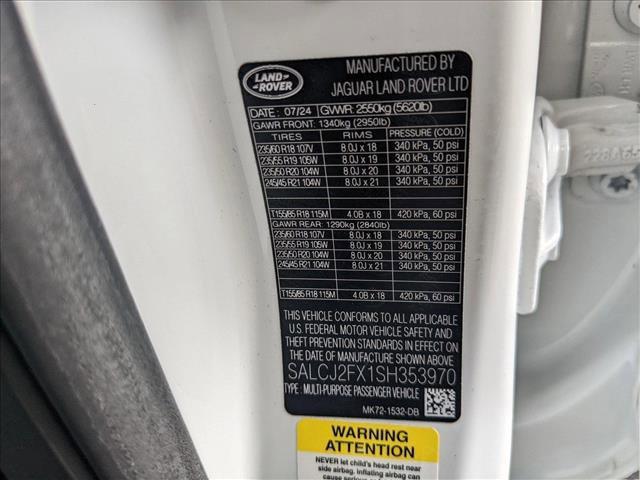 LAND
ROVER
MANUFACTURED BY
JAGUAR LAND ROVER LTD
DATE: 07/24 GVWR: 2550kg (5620lb)
GAWR FRONT: 1340kg (2950lb)
TIRES RIMS PRESSURE (COLD)
235/60 R18 107V 8.0J x 18 340 kPa, 50 psi
235/55 R19 105W 8.0J x 19 340 kPa, 50 psi
235/50 R20 104W 8.0J x 20 340 kPa, 50 psi
245/45 R21 104W 8.0J x 21 340 kPa, 50 psi
T155/85 R18 115M 4.0B x 18 420 kPa, 60 psi
GAWR REAR: 1290kg (2840lb)
235/60 R18 107V 8.0J x 18 340 kPa, 50 psi
235/55 R19 105W 8.0J x 19 340 kPa, 50 psi
235/50 R20 104W 8.0J x 20 340 kPa, 50 psi
245/45 R21 104W 8.0J x 21 340 kPa, 50 psi
T155/85 R18 115M 4.0B x 18 420 kPa, 60 psi
THIS VEHICLE CONFORMS TO ALL APPLICABLE
U.S. FEDERAL MOTOR VEHICLE SAFETY AND
THEFT PREVENTION STANDARDS IN EFFECT
ON THE DATE OF MANUFACTURE SHOWN ABOVE
SALCJ2FX1SH353970
TYPE: MULTI-PURPOSE PASSENGER VEHICLE
MK72-1532-DB
WARNING
ATTENTION
NEVER let child's head rest near
side airbag. Inflating airbag can